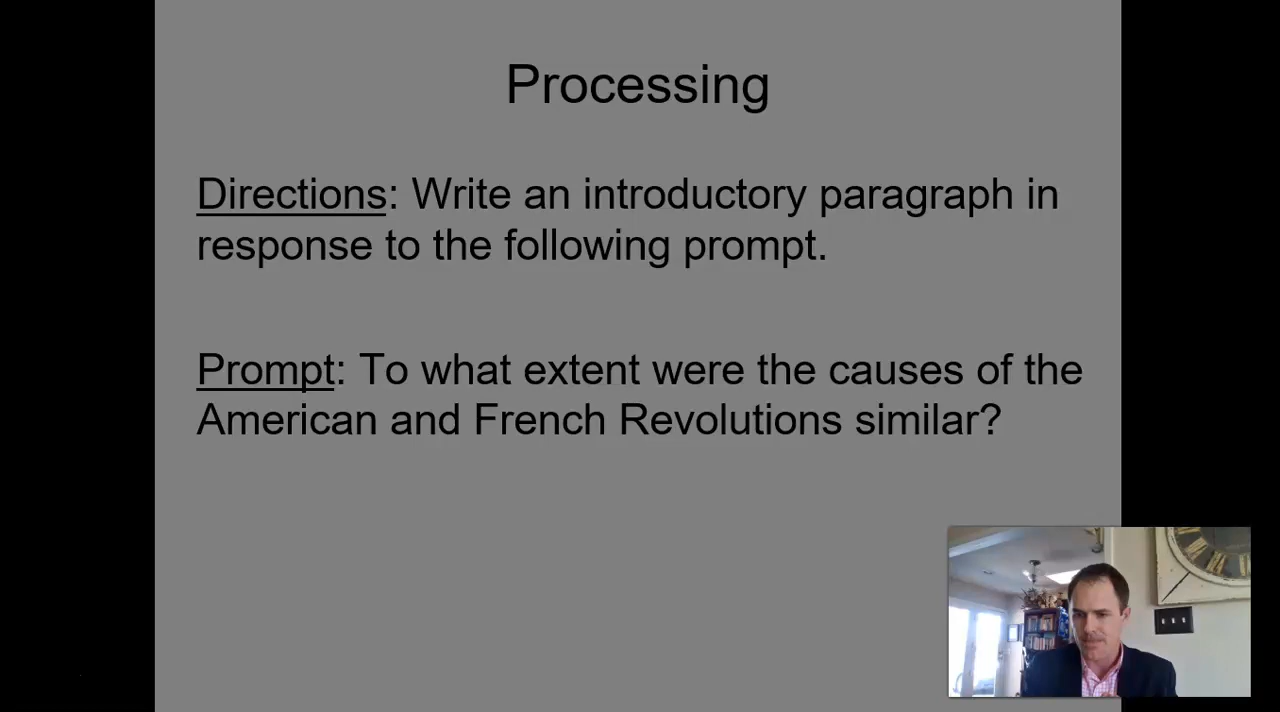 Processing
Directions: Write an introductory paragraph in
response to the following prompt.
Prompt: To what extent were the causes of the
American and French Revolutions similar?